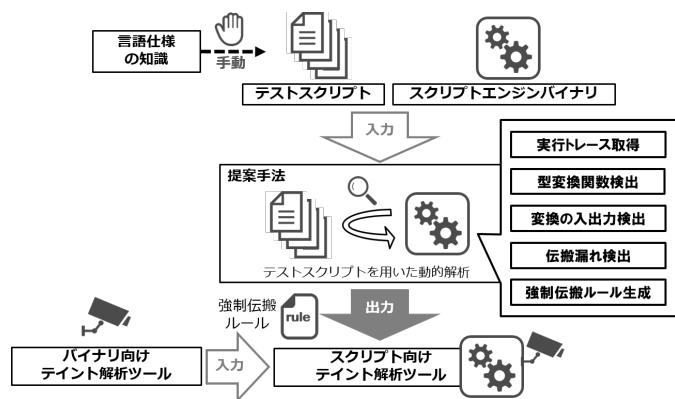 言語仕様
の知識
手動
テストスクリプト
スクリプトエンジンバイナリ
入力
提案手法
テストスクリプトを用いた動的解析
実行トレース取得
型変換関数検出
変換の入出力検出
伝搬漏れ検出
強制伝搬ルール生成
強制伝搬
ルール
rule
出力
バイナリ向け
テイント解析ツール
入力
スクリプト向け
テイント解析ツール